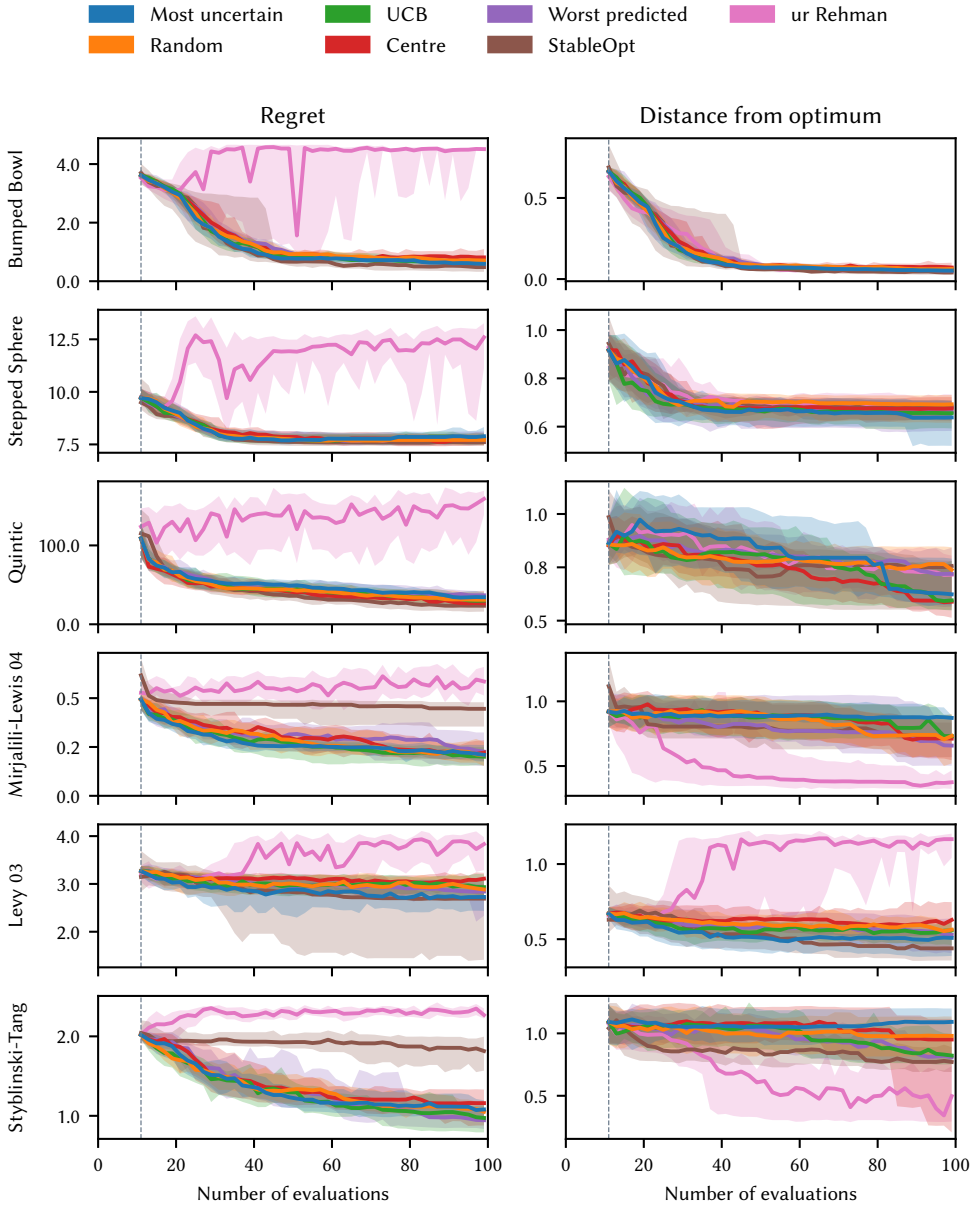 Most uncertain UCB Worst predicted ur Rehman
Random Centre StableOpt
Regret Distance from optimum
Bumped Bowl
4.0
2.0
0.0
0.5
0.0
Stepped Sphere
12.5
10.0
7.5
1.0
0.8
0.6
Quintic
100.0
0.0
1.0
0.8
0.5
Mirjalili-Lewis 04
0.5
0.2
0.0
1.0
0.5
Levy 03
4.0
3.0
2.0
1.0
0.5
Styblinski-Tang
2.0
1.0
1.0
0.5
0 20 40 60 80 100 0 20 40 60 80 100
Number of evaluations Number of evaluations